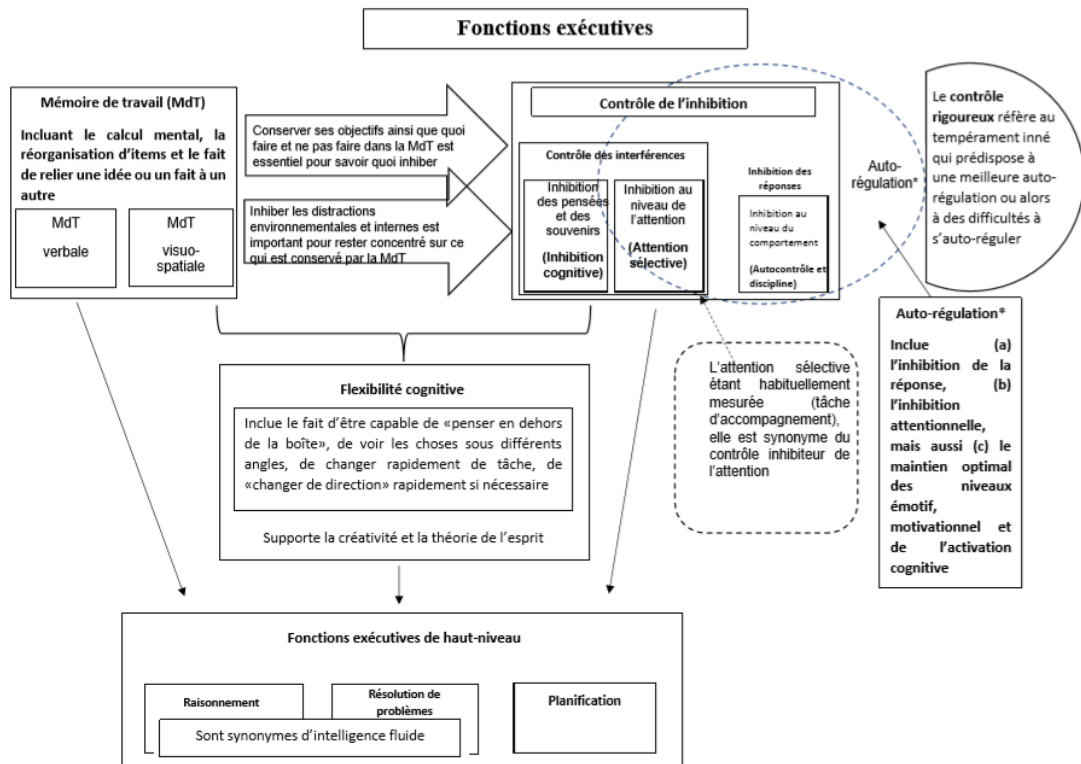 Fonctions exécutives
Mémoire de travail (MdT)
Incluant le calcul mental, la
réorganisation d'items et le fait
de relier une idée ou un fait à un
autre
MdT
verbale
MdT
visuo-
spatiale
Conserver ses objectifs ainsi que quoi
faire et ne pas faire dans la MdT est
essentiel pour savoir quoi inhiber
Inhiber les distractions
environnementales et internes est
important pour rester concentré sur ce
qui est conservé par la MdT
Contrôle de l'inhibition
Contrôle des interférences
Inhibition
des pensées
et des
souvenirs
(Inhibition
cognitive)
Inhibition au
niveau de
l'attention
(Attention
sélective)
Inhibition des
réponses
Inhibition au
niveau du
comportement
(Autocontrôle et
discipline)
Auto-
régulation*
Le contrôle
rigoureux réfère au
tempérament inné
qui prédispose à
une meilleure auto-
régulation ou alors
à des difficultés à
s'auto-réguler
Auto-régulation*
Inclue (a)
l'inhibition de la
réponse, (b)
l'inhibition
attentionnelle,
mais aussi (c) le
maintien optimal
des niveaux
émotif,
motivationnel et
de l'activation
cognitive
L'attention sélective
étant habituellement
mesurée (tâche
d'accompagnement),
elle est synonyme du
contrôle inhibiteur de
l'attention
Flexibilité cognitive
Inclue le fait d'être capable de «penser en dehors
de la boîte», de voir les choses sous différents
angles, de changer rapidement de tâche, de
«changer de direction» rapidement si nécessaire
Supporte la créativité et la théorie de l'esprit
Fonctions exécutives de haut-niveau
Raisonnement
Résolution de
problèmes
Sont synonymes d'intelligence fluide
Planification